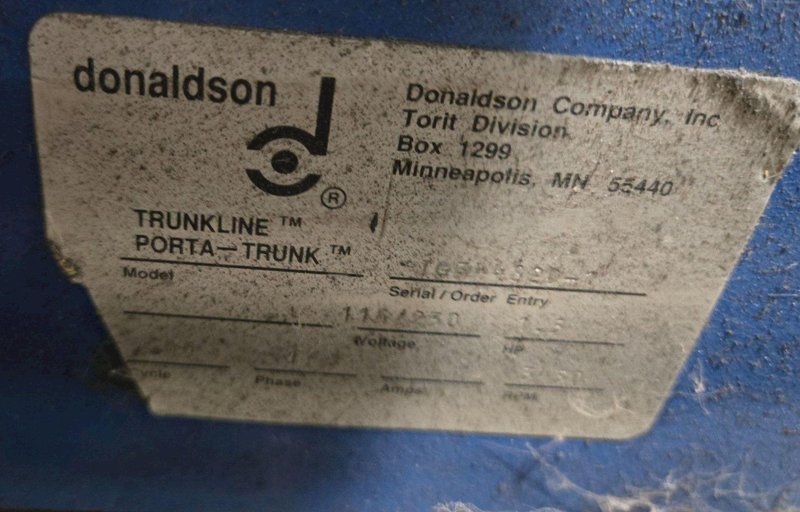 donaldson
d
®
TRUNKLINE ™
PORTA-TRUNK ™
Model
Donaldson Company, Inc
Torit Division
Box 1299
Minneapolis, MN 55440
Serial / Order Entry
Voltage
HP
Cycle
Phase
Amps
RPM